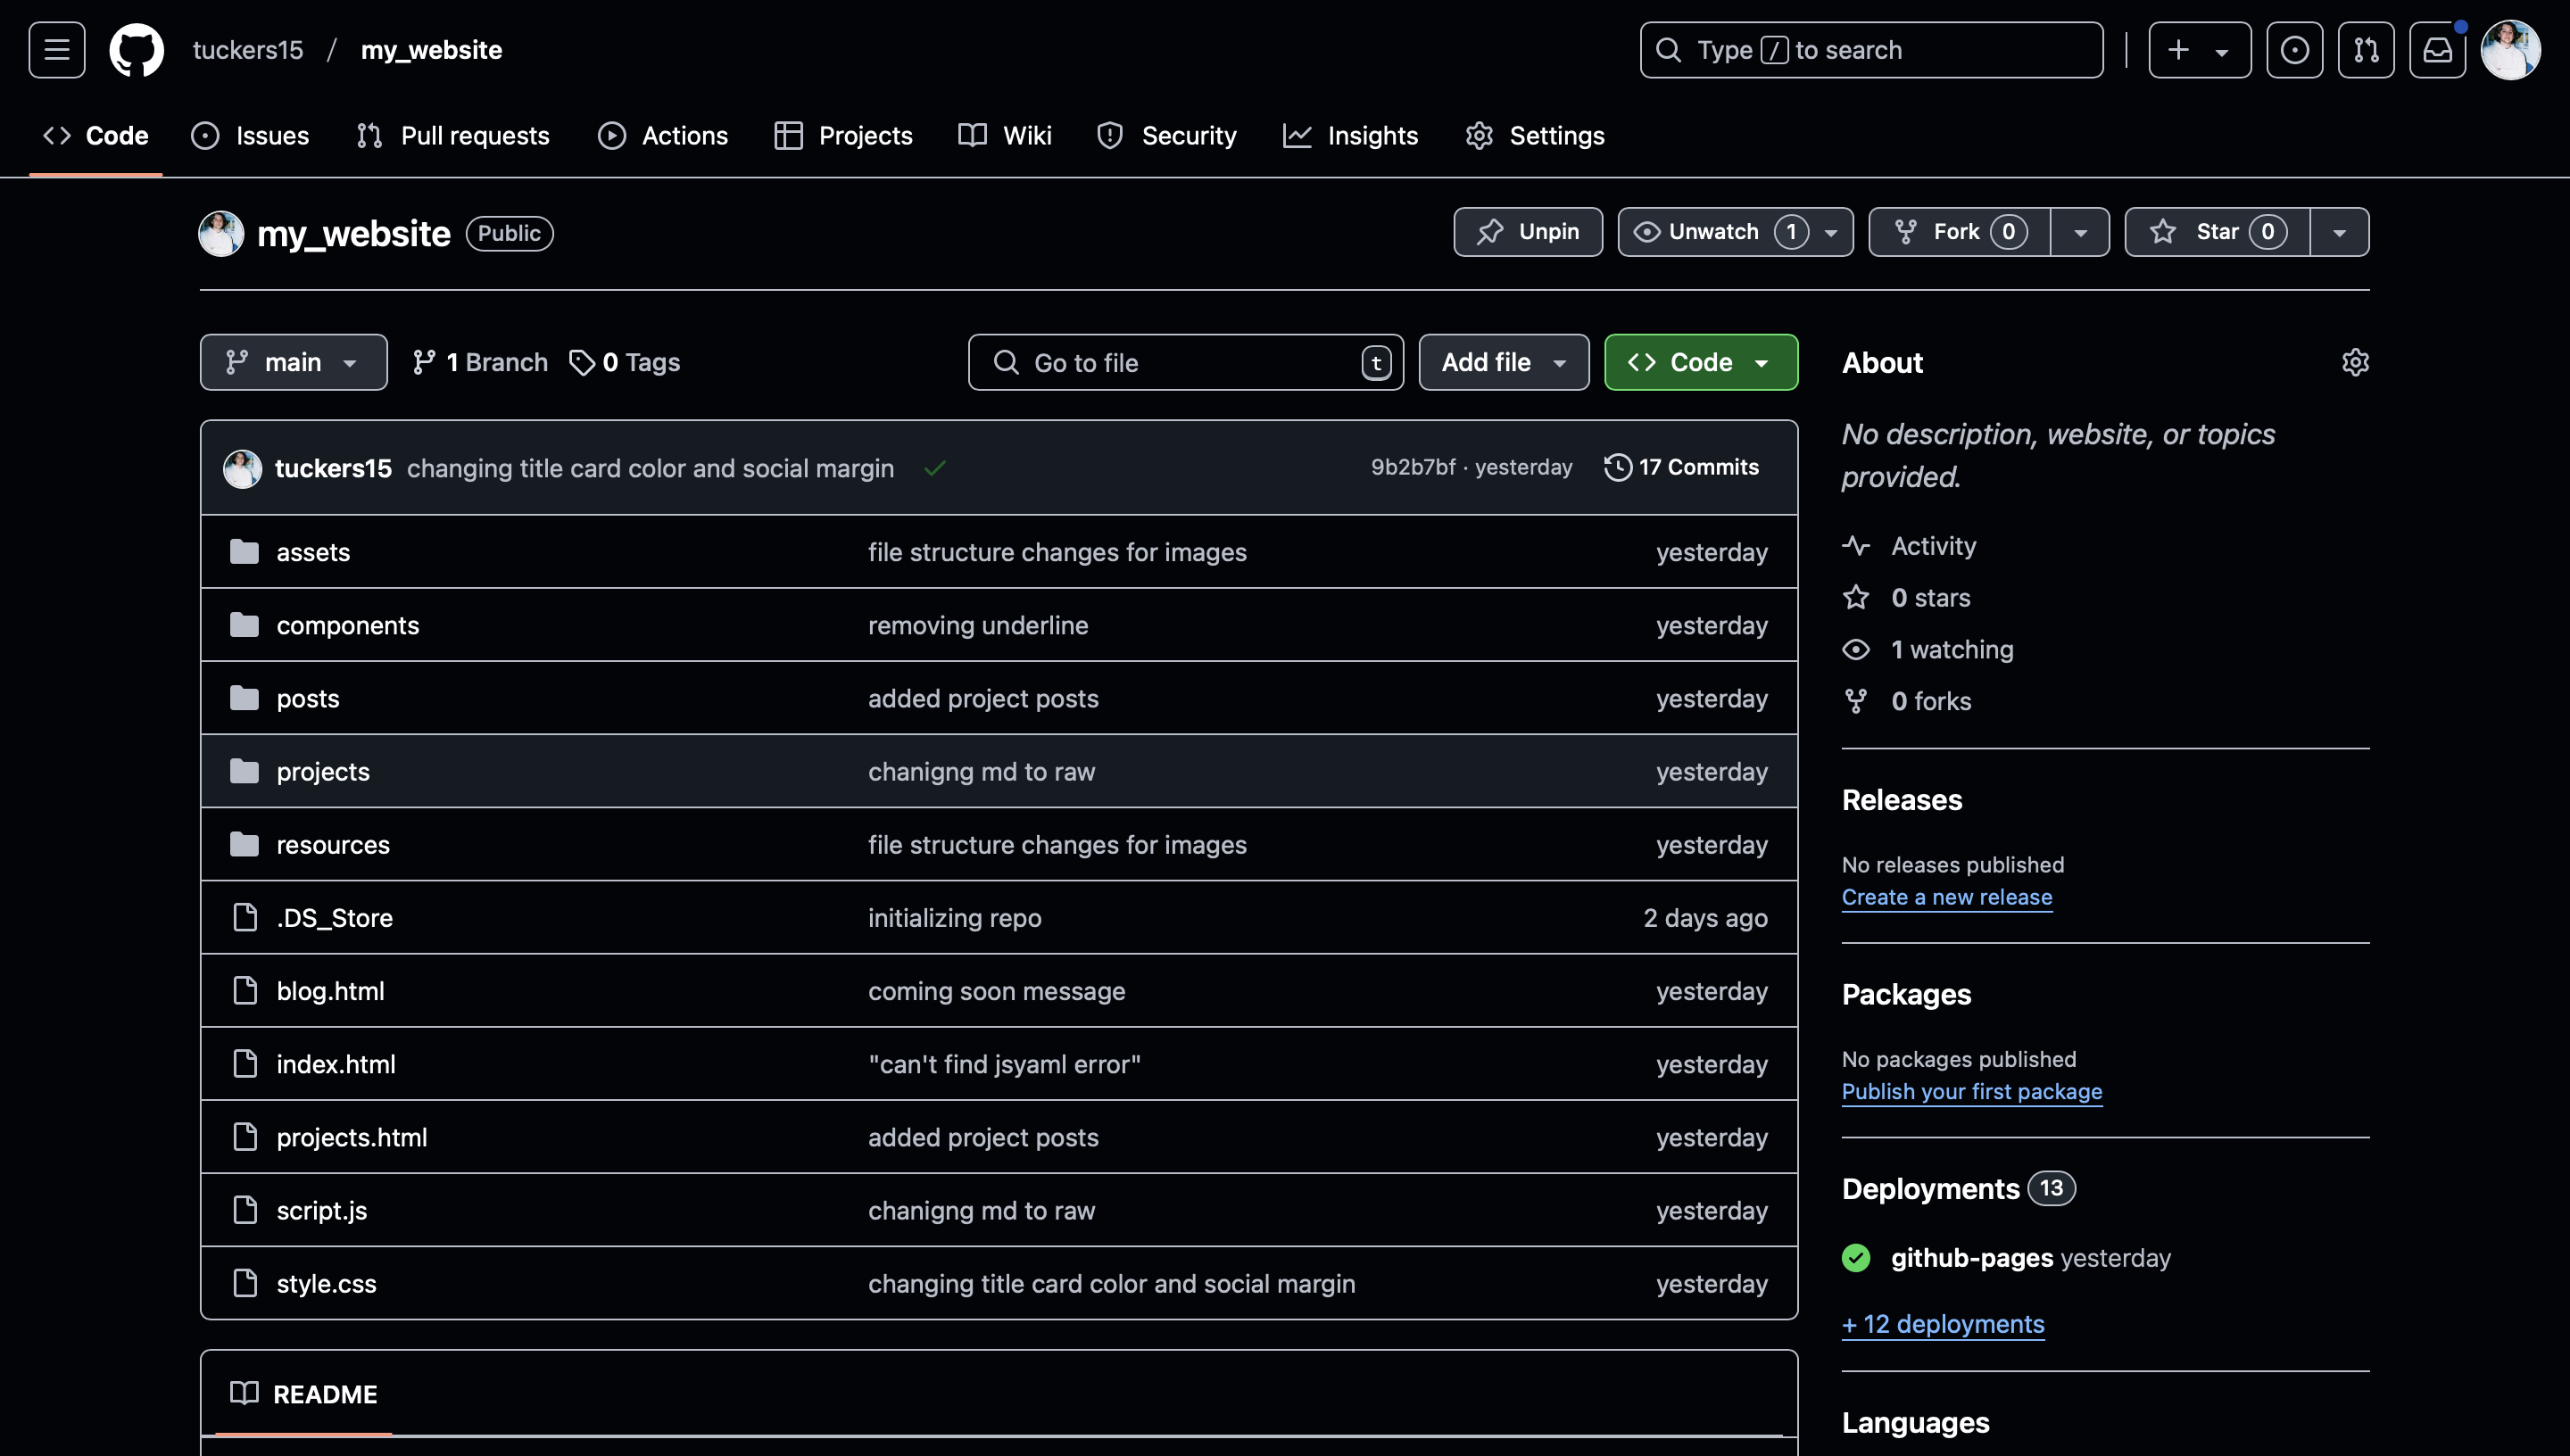 tuckers15 / my_website
Type / to search
Code Issues Pull requests Actions Projects Wiki Security Insights Settings
my_website Public
Unpin Unwatch 1 Fork 0 Star 0
main 1 Branch 0 Tags
Go to file t
Add file
Code
tuckers15 changing title card color and social margin
9b2b7bf · yesterday
17 Commits
assets file structure changes for images yesterday
components removing underline yesterday
posts added project posts yesterday
projects chanigng md to raw yesterday
resources file structure changes for images yesterday
.DS_Store initializing repo 2 days ago
blog.html coming soon message yesterday
index.html "can't find jsyaml error" yesterday
projects.html added project posts yesterday
script.js chanigng md to raw yesterday
style.css changing title card color and social margin yesterday
README
About
No description, website, or topics
provided.
Activity
0 stars
1 watching
0 forks
Releases
No releases published
Create a new release
Packages
No packages published
Publish your first package
Deployments 13
github-pages yesterday
+ 12 deployments
Languages